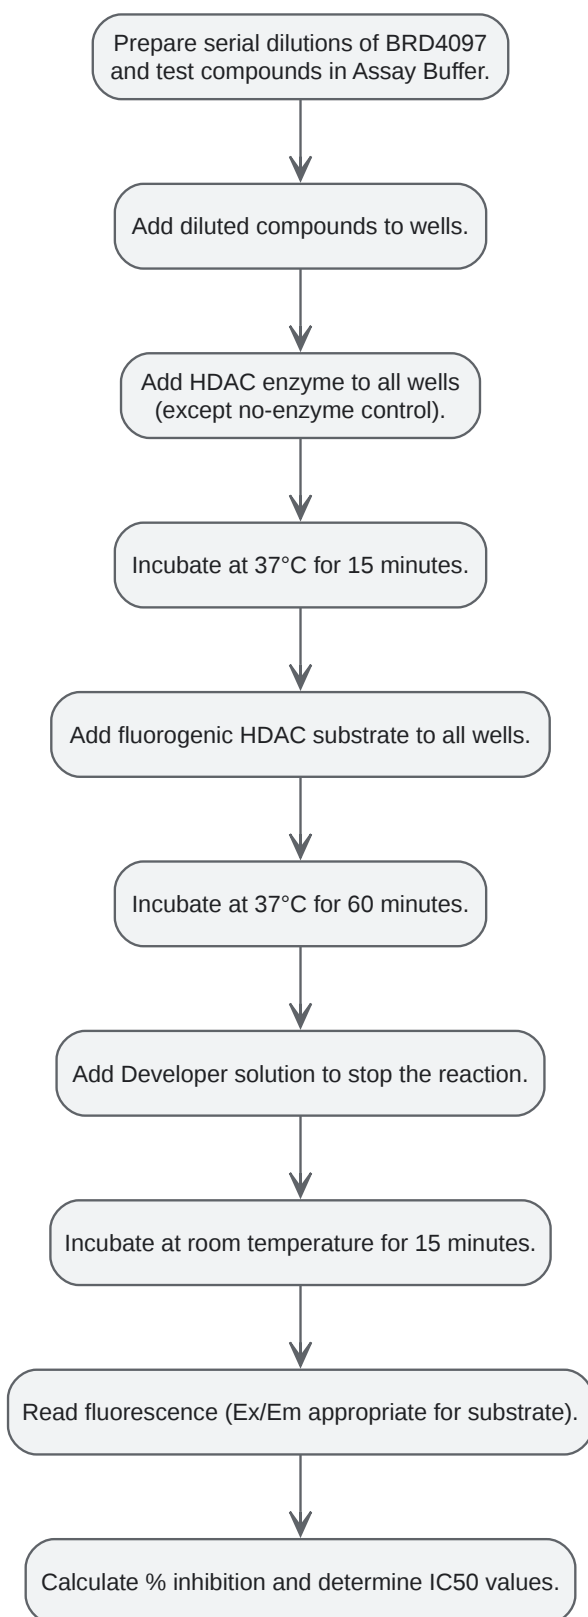 Prepare serial dilutions of BRD4097
and test compounds in Assay Buffer.
Add diluted compounds to wells.
Add HDAC enzyme to all wells
(except no-enzyme control).
Incubate at 37°C for 15 minutes.
Add fluorogenic HDAC substrate to all wells.
Incubate at 37°C for 60 minutes.
Add Developer solution to stop the reaction.
Incubate at room temperature for 15 minutes.
Read fluorescence (Ex/Em appropriate for substrate).
Calculate % inhibition and determine IC50 values.